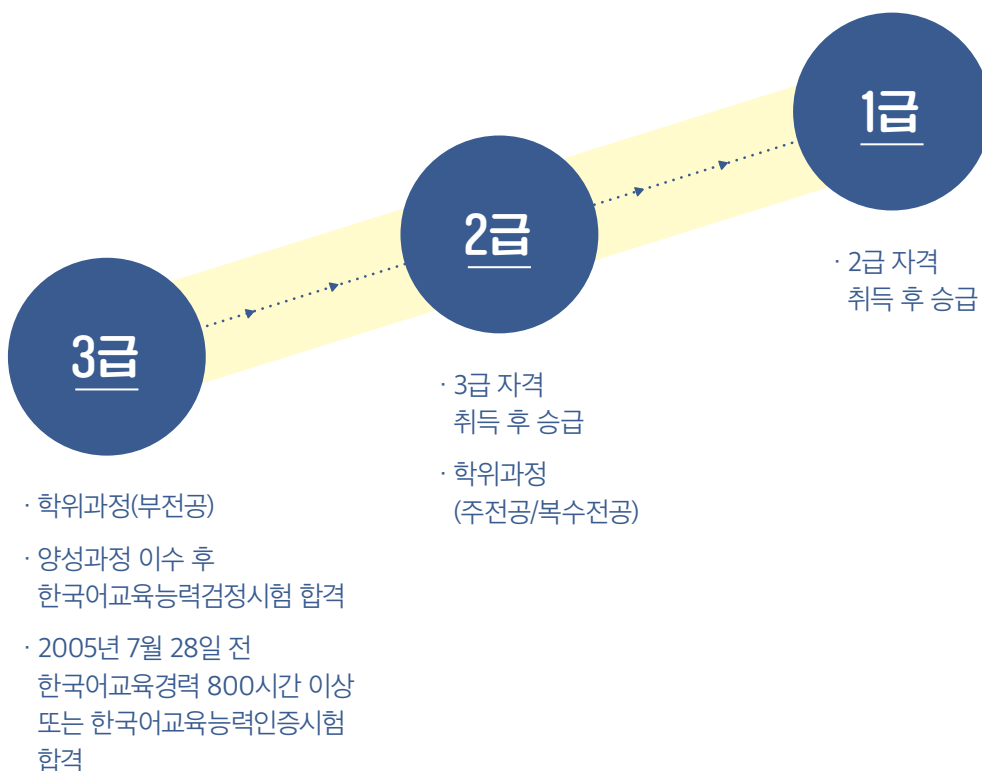 3급
· 학위과정(부전공)
· 양성과정 이수 후
한국어교육능력검정시험 합격
· 2005년 7월 28일 전
한국어교육경력 800시간 이상
또는 한국어교육능력인증시험
합격
2급
· 3급 자격
취득 후 승급
· 학위과정
(주전공/복수전공)
1급
· 2급 자격
취득 후 승급